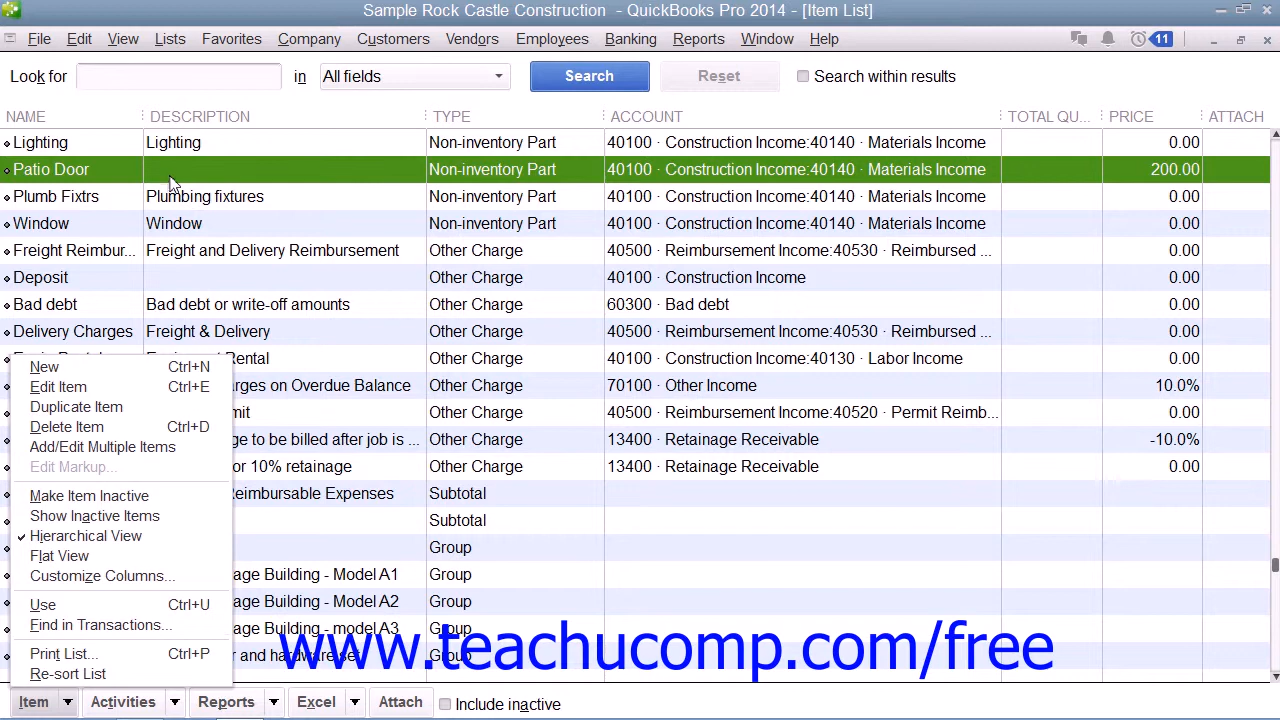 Sample Rock Castle Construction - QuickBooks Pro 2014 - [Item List]
File Edit View Lists Favorites Company Customers Vendors Employees Banking Reports Window Help 11
Look for in All fields Search Reset Search within results
NAME DESCRIPTION TYPE ACCOUNT TOTAL QU... PRICE ATTACH
Lighting Lighting Non-inventory Part 40100 · Construction Income:40140 · Materials Income 0.00
Patio Door Non-inventory Part 40100 · Construction Income:40140 · Materials Income 200.00
Plumb Fixtrs Plumbing fixtures Non-inventory Part 40100 · Construction Income:40140 · Materials Income 0.00
Window Window Non-inventory Part 40100 · Construction Income:40140 · Materials Income 0.00
Freight Reimbur... Freight and Delivery Reimbursement Other Charge 40500 · Reimbursement Income:40530 · Reimbursed ... 0.00
Deposit Other Charge 40100 · Construction Income 0.00
Bad debt Bad debt or write-off amounts Other Charge 60300 · Bad debt 0.00
Delivery Charges Freight & Delivery Other Charge 40500 · Reimbursement Income:40530 · Reimbursed ... 0.00
Rental Other Charge 40100 · Construction Income:40130 · Labor Income 0.00
arges on Overdue Balance Other Charge 70100 · Other Income 10.0%
mit Other Charge 40500 · Reimbursement Income:40520 · Permit Reimb... 0.00
ge to be billed after job is ... Other Charge 13400 · Retainage Receivable -10.0%
or 10% retainage Other Charge 13400 · Retainage Receivable 0.00
Reimbursable Expenses Subtotal
Subtotal
Group
age Building - Model A1 Group
age Building - Model A2 Group
age Building - model A3 Group
and hardware
New Ctrl+N
Edit Item Ctrl+E
Duplicate Item
Delete Item Ctrl+D
Add/Edit Multiple Items
Edit Markup...
Make Item Inactive
Show Inactive Items
Hierarchical View
Flat View
Customize Columns...
Use Ctrl+U
Find in Transactions...
Print List... Ctrl+P
Re-sort List
www.teachucomp.com/free
Item Activities Reports Excel Attach Include inactive